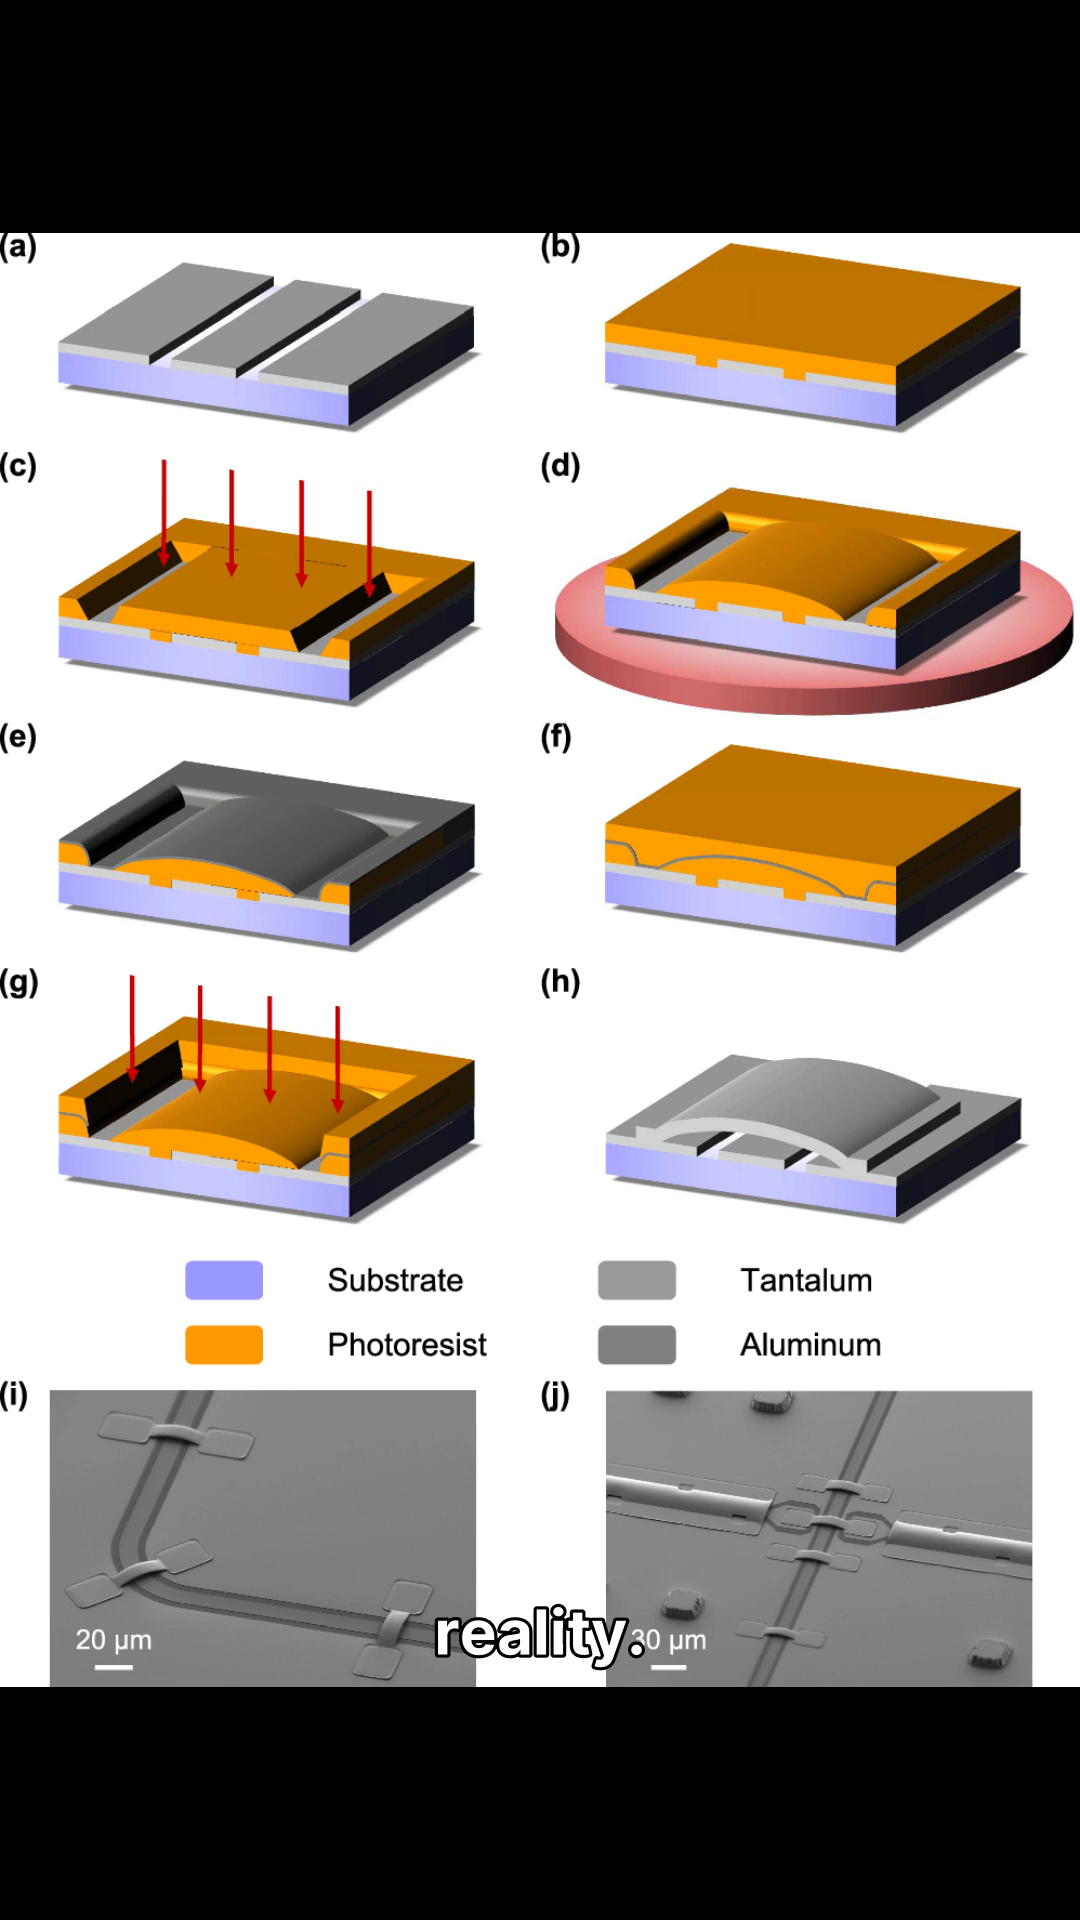 (a)
(b)
(c)
(d)
(e)
(f)
(g)
(h)
Substrate
Tantalum
Photoresist
Aluminum
(i)
(j)
20 μm
reality.
30 μm